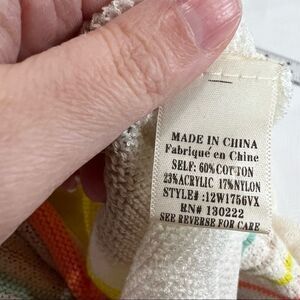 MADE IN CHINA
Fabriqué en Chine
SELF: 60%COTTON
23%ACRYLIC 17%NYLON
STYLE# :12W1756VX
RN# 130222
SEE REVERSE FOR CARE